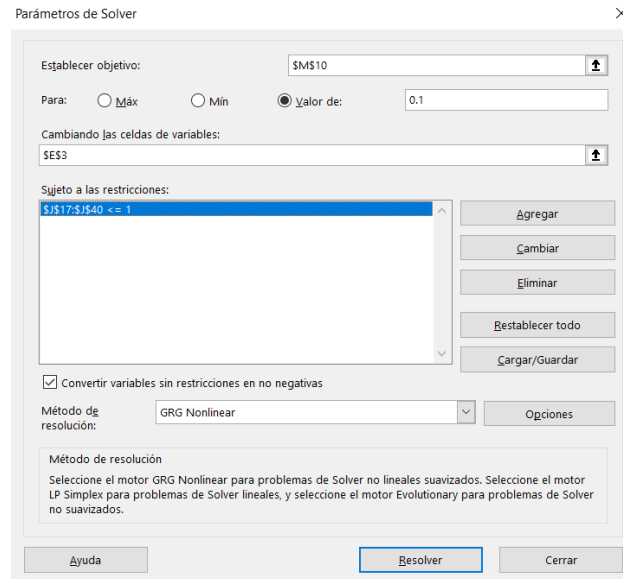 Parámetros de Solver
Establecer objetivo: $M$10
Para: Máx Mín Valor de: 0.1
Cambiando las celdas de variables:
$E$3
Sujeto a las restricciones:
$J$17:$J$40 <= 1
Agregar
Cambiar
Eliminar
Restablecer todo
Cargar/Guardar
Convertir variables sin restricciones en no negativas
Método de
resolución:
GRG Nonlinear
Opciones
Método de resolución
Seleccione el motor GRG Nonlinear para problemas de Solver no lineales suavizados. Seleccione el motor
LP Simplex para problemas de Solver lineales, y seleccione el motor Evolutionary para problemas de Solver
no suavizados.
Ayuda Resolver Cerrar